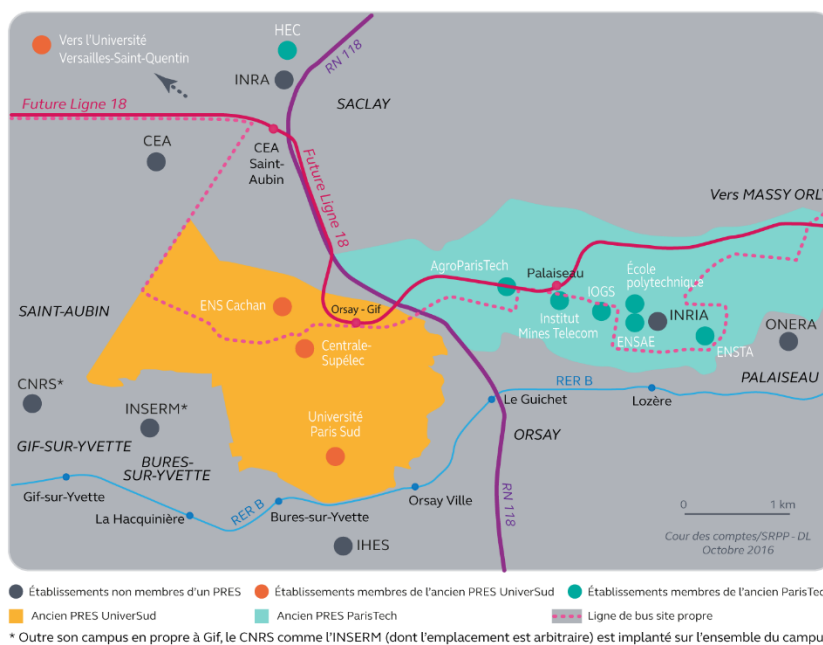 Vers l'Université
Versailles-Saint-Quentin
HEC
INRA
RN 118
SACLAY
Future Ligne 18
CEA
CEA
Saint-
Aubin
Future Ligne 18
Vers MASSY ORLY
AgroParisTech
Palaiseau
École
polytechnique
IOGS
SAINT-AUBIN
ENS Cachan
Orsay - Gif
Institut
Mines Telecom
INRIA
ENSAE
ENSTA
ONERA
Centrale-
Supélec
PALAISEAU
CNRS*
INSERM*
RER B
Le Guichet
Lozère
Université
Paris Sud
ORSAY
GIF-SUR-YVETTE
BURES-
SUR-YVETTE
Gif-sur-Yvette
La Hacquinière
RER B
Bures-sur-Yvette
Orsay Ville
RN 118
0 1 km
IHES
Cour des comptes/SRPP - DL
Octobre 2016
Établissements non membres d'un PRES Établissements membres de l'ancien PRES UniverSud Établissements membres de l'ancien ParisTec
Ancien PRES UniverSud Ancien PRES ParisTech Ligne de bus site propre
* Outre son campus en propre à Gif, le CNRS comme l'INSERM (dont l'emplacement est arbitraire) est implanté sur l'ensemble du campu